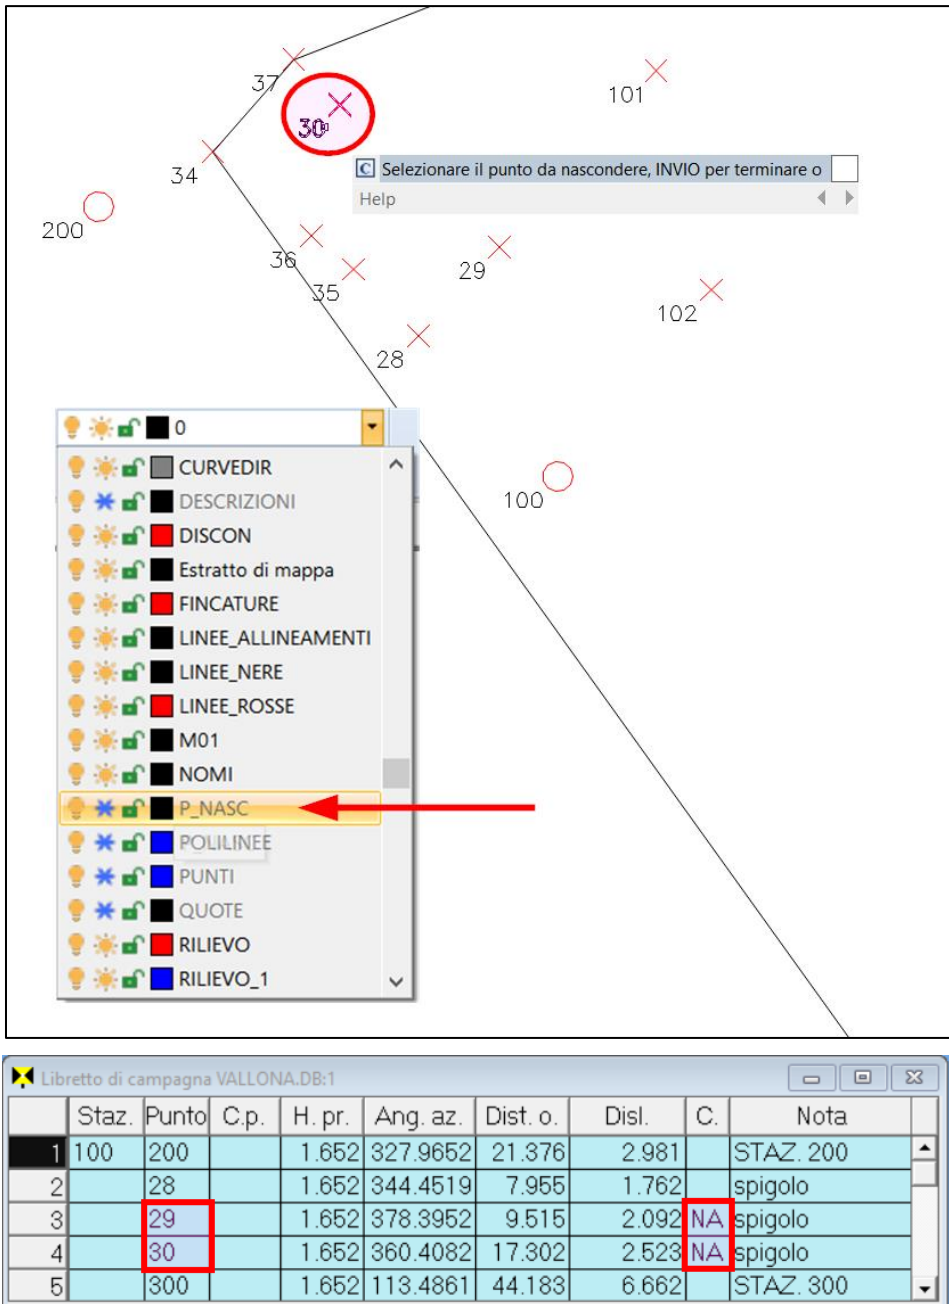 37
101
30
Selezionare il punto da nascondere, INVIO per terminare o
Help
34
200
36
29
35
102
28
0
CURVEDIR
DESCRIZIONI
DISCON
Estratto di mappa
FINCATURE
LINEE_ALLINEAMENTI
LINEE_NERE
LINEE_ROSSE
M01
NOMI
P_NASC
POLILINEE
PUNTI
QUOTE
RILIEVO
RILIEVO_1
100
Libretto di campagna VALLONA.DB:1
Staz. Punto C.p. H. pr. Ang. az. Dist. o. Disl. C. Nota
1 100 200 1.652 327.9652 21.376 2.981 STAZ. 200
2 28 1.652 344.4519 7.955 1.762 spigolo
3 29 1.652 378.3952 9.515 2.092 NA spigolo
4 30 1.652 360.4082 17.302 2.523 NA spigolo
5 300 1.652 113.4861 44.183 6.662 STAZ. 300